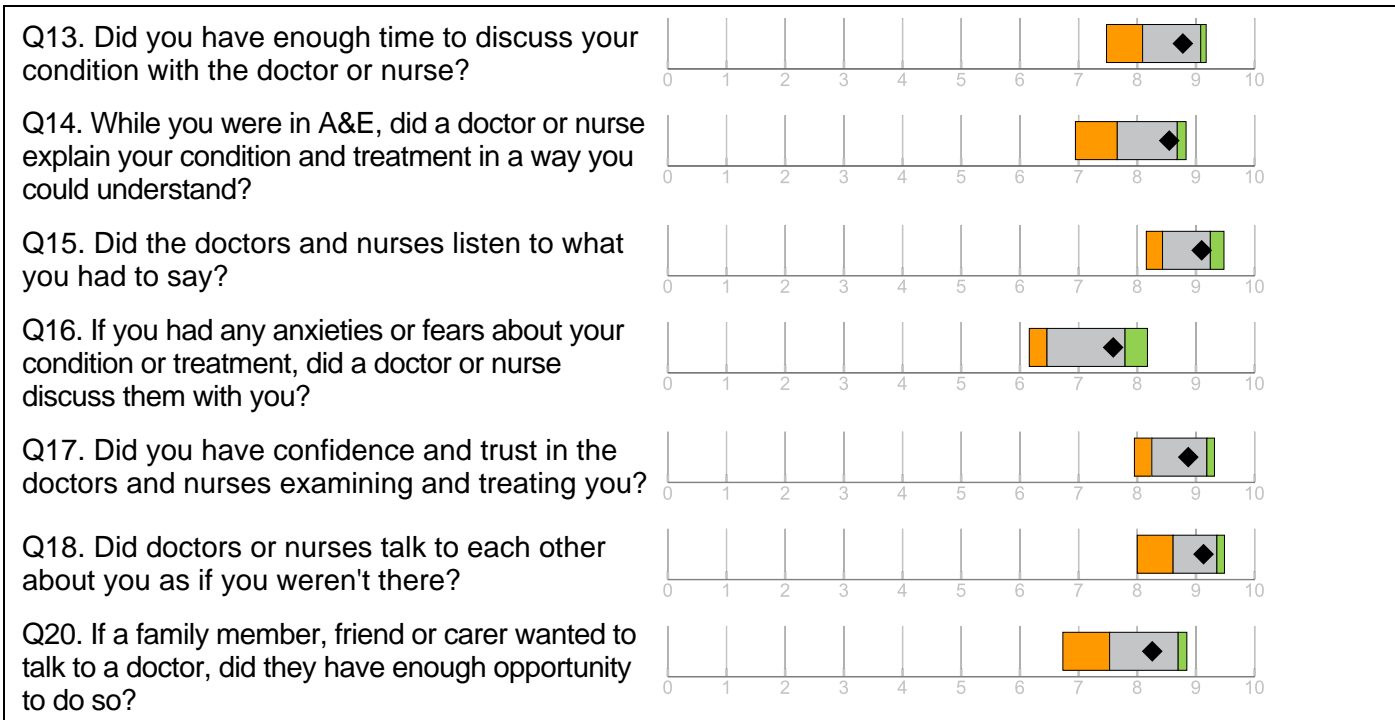 Q13. Did you have enough time to discuss your
condition with the doctor or nurse?
0 1 2 3 4 5 6 7 8 9 10
Q14. While you were in A&E, did a doctor or nurse
explain your condition and treatment in a way you
could understand?
0 1 2 3 4 5 6 7 8 9 10
Q15. Did the doctors and nurses listen to what
you had to say?
0 1 2 3 4 5 6 7 8 9 10
Q16. If you had any anxieties or fears about your
condition or treatment, did a doctor or nurse
discuss them with you?
0 1 2 3 4 5 6 7 8 9 10
Q17. Did you have confidence and trust in the
doctors and nurses examining and treating you?
0 1 2 3 4 5 6 7 8 9 10
Q18. Did doctors or nurses talk to each other
about you as if you weren't there?
0 1 2 3 4 5 6 7 8 9 10
Q20. If a family member, friend or carer wanted to
talk to a doctor, did they have enough opportunity
to do so?
0 1 2 3 4 5 6 7 8 9 10